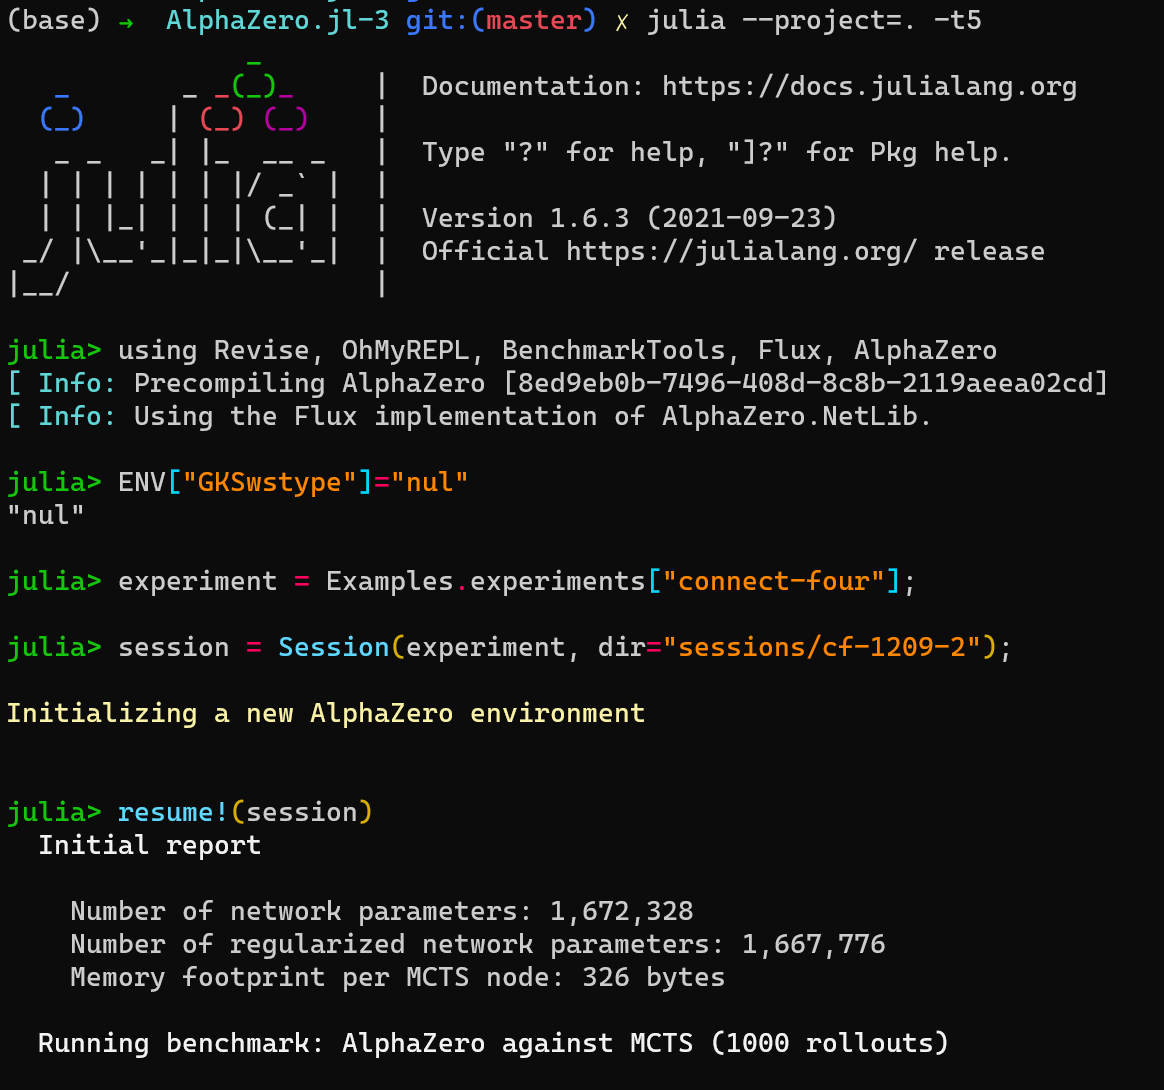 (base) → AlphaZero.jl-3 git:(master) ✗ julia --project=. -t5
               _
   _       _ _(_)_     |  Documentation: https://docs.julialang.org
  (_)     | (_) (_)    |
   _ _   _| |_  __ _   |  Type "?" for help, "]?" for Pkg help.
  | | | | | | |/ _` |  |
  | | |_| | | | (_| |  |  Version 1.6.3 (2021-09-23)
 _/ |\__'_|_|_|\__'_|  |  Official https://julialang.org/ release
|__/                   |
julia> using Revise, OhMyREPL, BenchmarkTools, Flux, AlphaZero
[ Info: Precompiling AlphaZero [8ed9eb0b-7496-408d-8c8b-2119aeea02cd]
[ Info: Using the Flux implementation of AlphaZero.NetLib.
julia> ENV["GKSwstype"]="nul"
"nul"
julia> experiment = Examples.experiments["connect-four"];
julia> session = Session(experiment, dir="sessions/cf-1209-2");
Initializing a new AlphaZero environment
julia> resume!(session)
  Initial report
    Number of network parameters: 1,672,328
    Number of regularized network parameters: 1,667,776
    Memory footprint per MCTS node: 326 bytes
  Running benchmark: AlphaZero against MCTS (1000 rollouts)